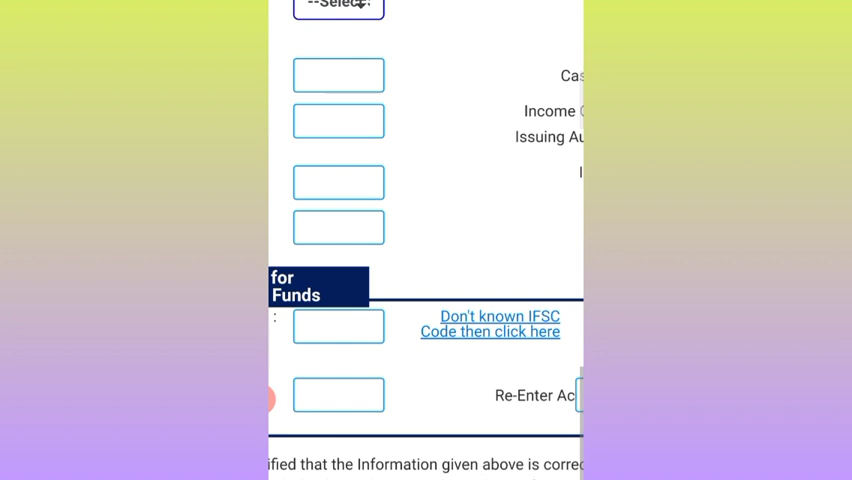 --Select
Cas
Income
Issuing Au
for
Funds
:
Don't known IFSC
Code then click here
Re-Enter Ac
ified that the Information given above is correc